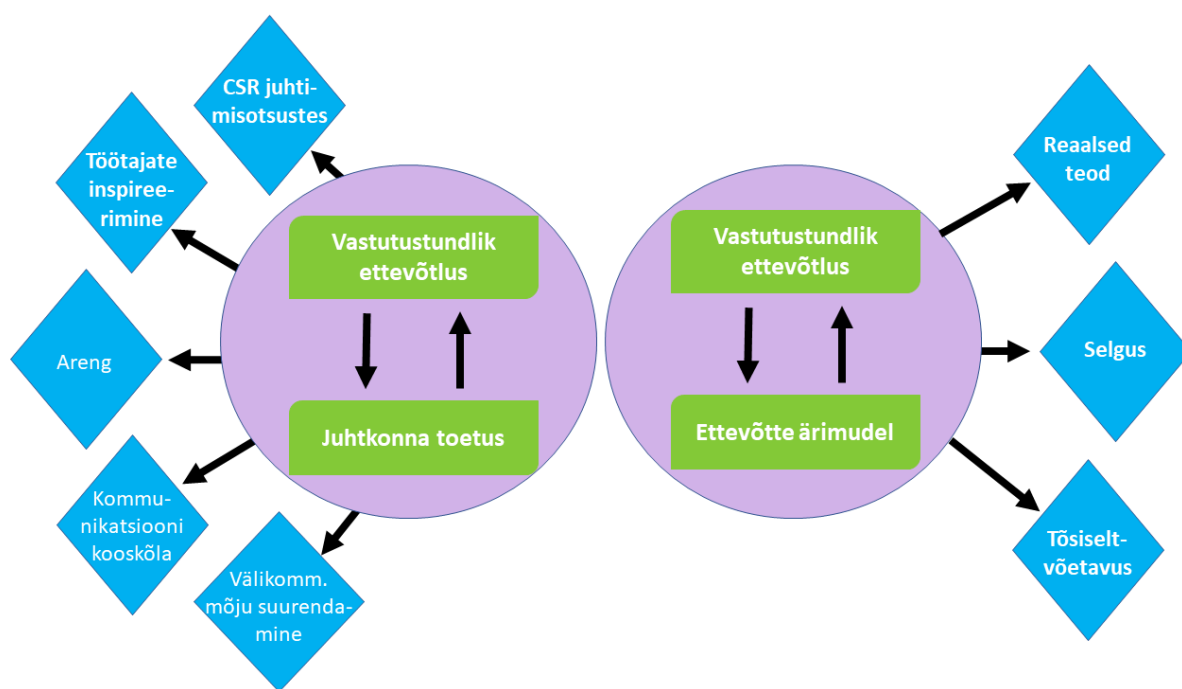 CSR juhti-
misotsustes
Töötajate
inspiree-
rimine
Areng
Kommu-
nikatsiooni
kooskõla
Välikomm.
mõju suurenda-
mine
Vastutustundlik
ettevõtlus
Juhtkonna toetus
Vastutustundlik
ettevõtlus
Ettevõtte ärimudel
Reaalsed
teod
Selgus
Tõsiselt-
võetavus